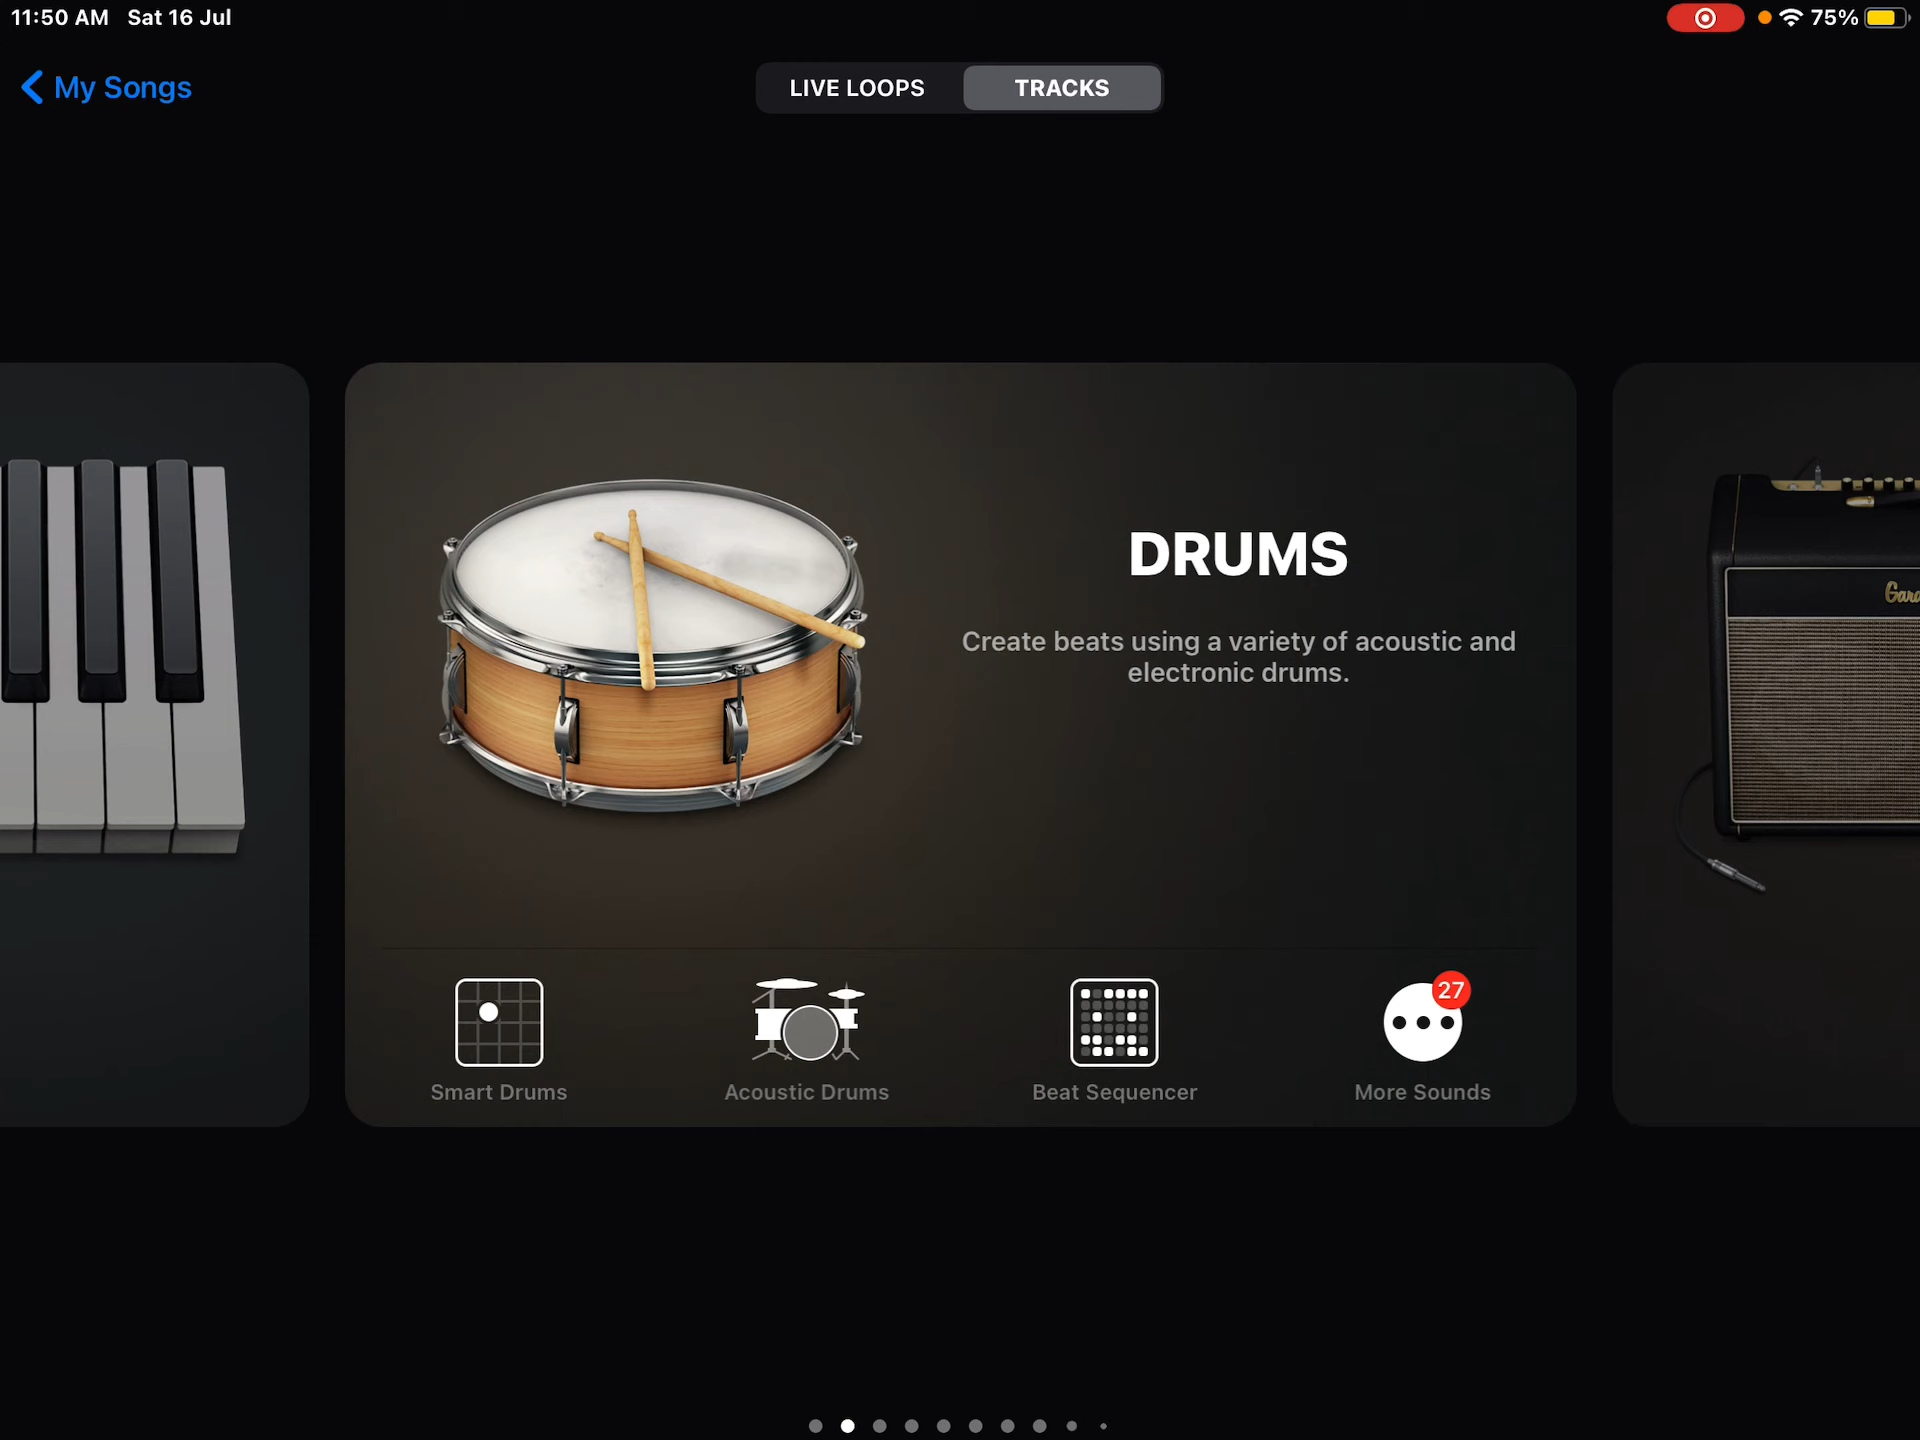 11:50 AM Sat 16 Jul
75%
My Songs
LIVE LOOPS
TRACKS
DRUMS
Create beats using a variety of acoustic and
electronic drums.
27
Smart Drums
Acoustic Drums
Beat Sequencer
More Sounds